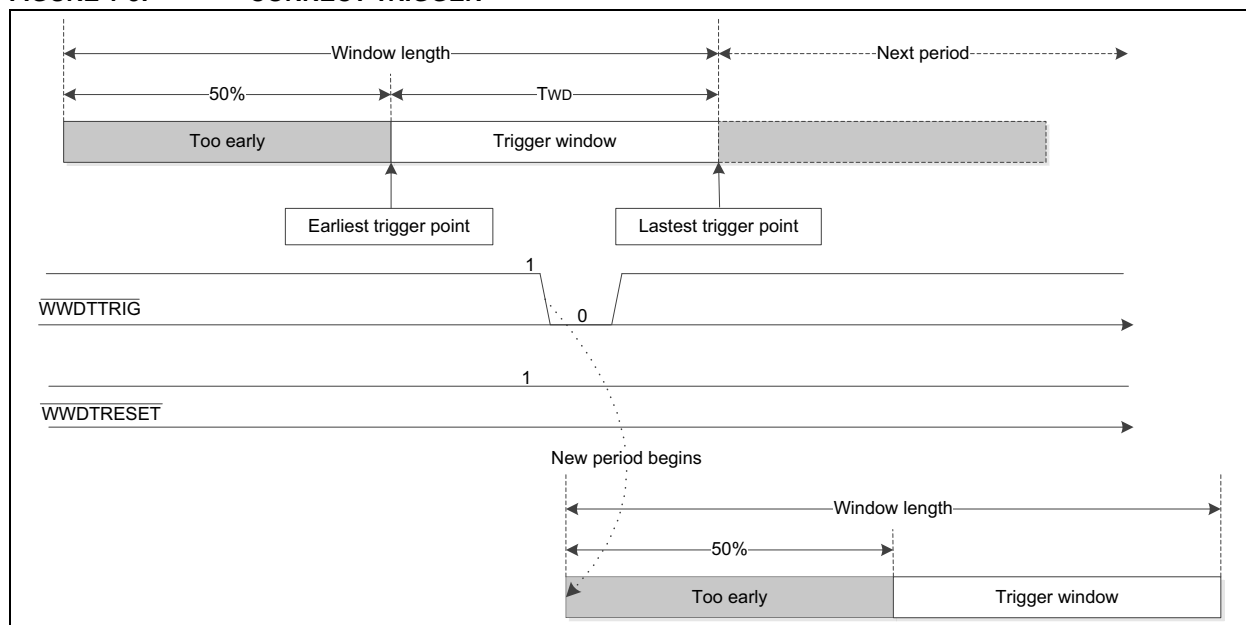 Window length
Next period
50%
TWD
Too early
Trigger window
Earliest trigger point
Lastest trigger point
1
WWDTTRIG
0
1
WWDTRESET
New period begins
Window length
50%
Too early
Trigger window